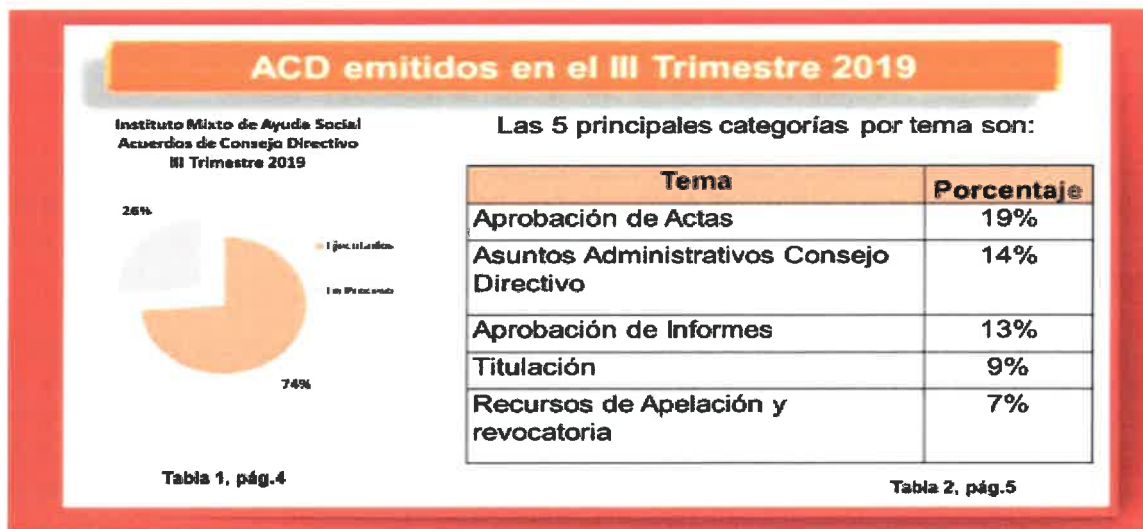 ACD emitidos en el III Trimestre 2019
Instituto Mixto de Ayuda Social
Acuerdos de Consejo Directivo
III Trimestre 2019
26%
Ejecutados
En Proceso
74%
Tabla 1, pág.4
Las 5 principales categorías por tema son:
Tema Porcentaje
Aprobación de Actas 19%
Asuntos Administrativos Consejo 14%
Directivo
Aprobación de Informes 13%
Titulación 9%
Recursos de Apelación y 7%
revocatoria
Tabla 2, pág.5